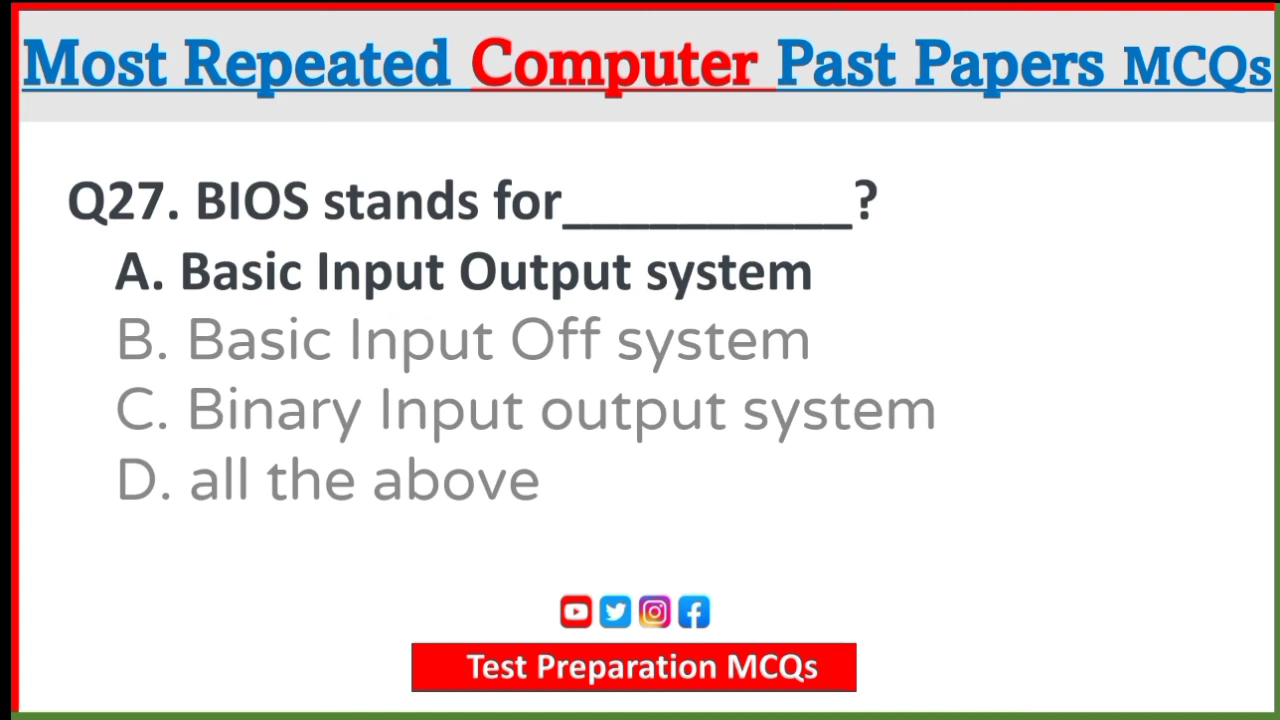 Most Repeated Computer Past Papers MCQs
Q27. BIOS stands for__________?
A. Basic Input Output system
B. Basic Input Off system
C. Binary Input output system
D. all the above
Test Preparation MCQs